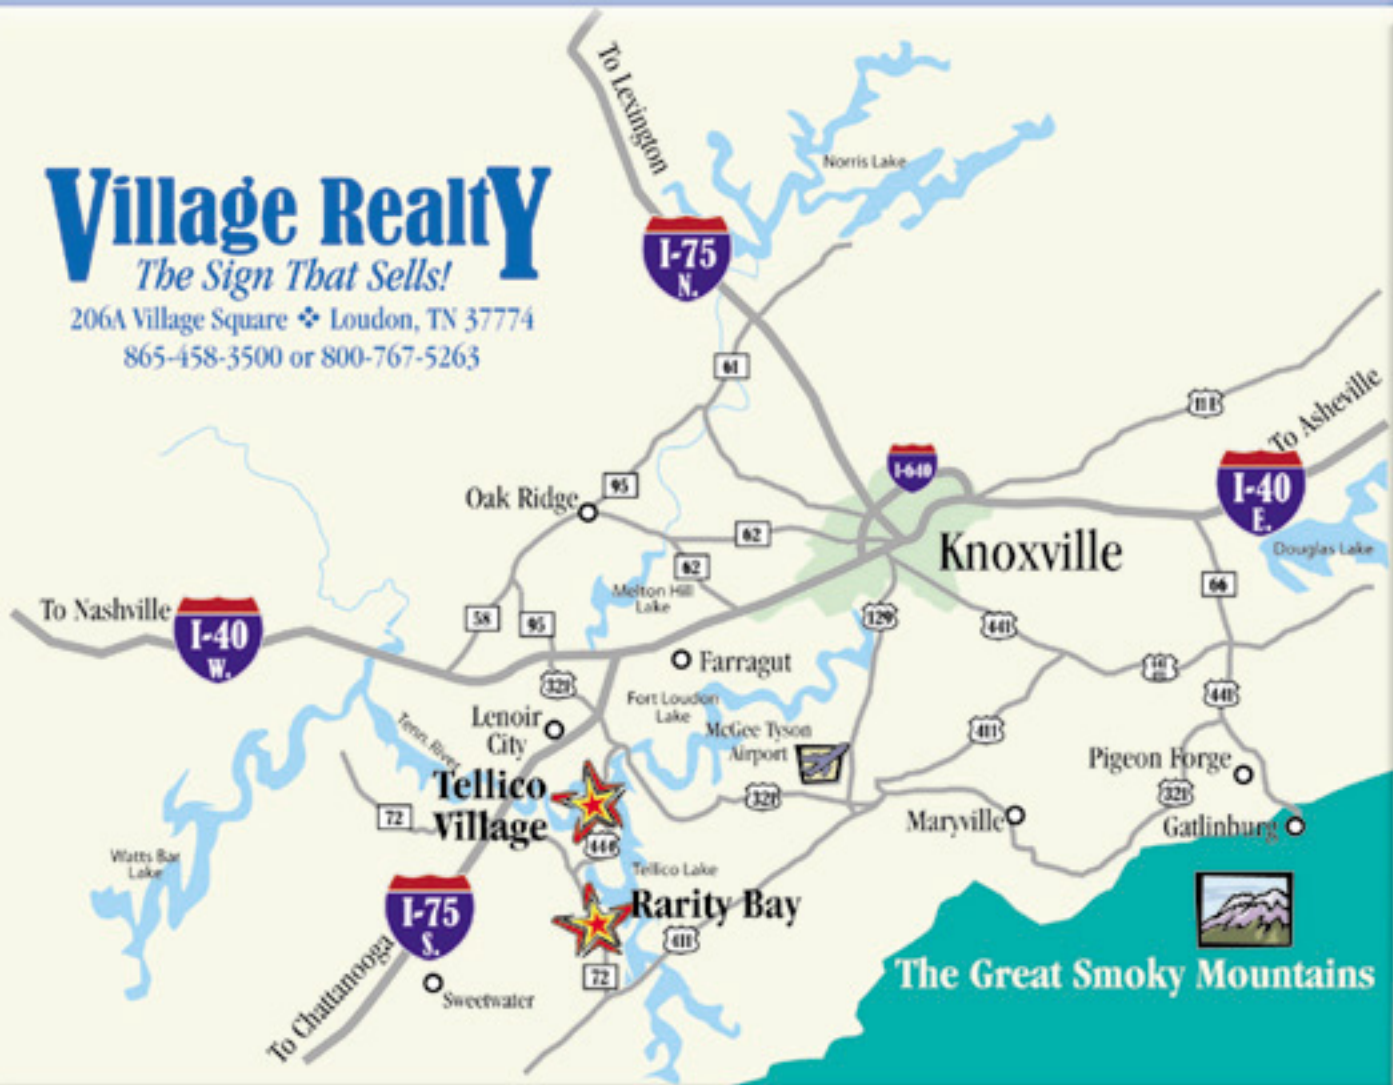 To Lexington
Norris Lake
Village Realty
The Sign That Sells!
206A Village Square ❖ Loudon, TN 37774
865-458-3500 or 800-767-5263
I-75
N.
61
11E
To Asheville
I-640
I-40
E.
Oak Ridge
95
62
Knoxville
Douglas Lake
62
66
Melton Hill
Lake
To Nashville
I-40
W.
58
95
129
441
Farragut
441
321
Fort Loudon
Lake
Lenoir
City
Tenn. River
McGee Tyson
Airport
411
Pigeon Forge
Tellico
Village
321
321
72
Maryville
Gatlinburg
444
Watts Bar
Lake
Tellico Lake
I-75
S.
Rarity Bay
411
The Great Smoky Mountains
72
Sweetwater
To Chattanooga